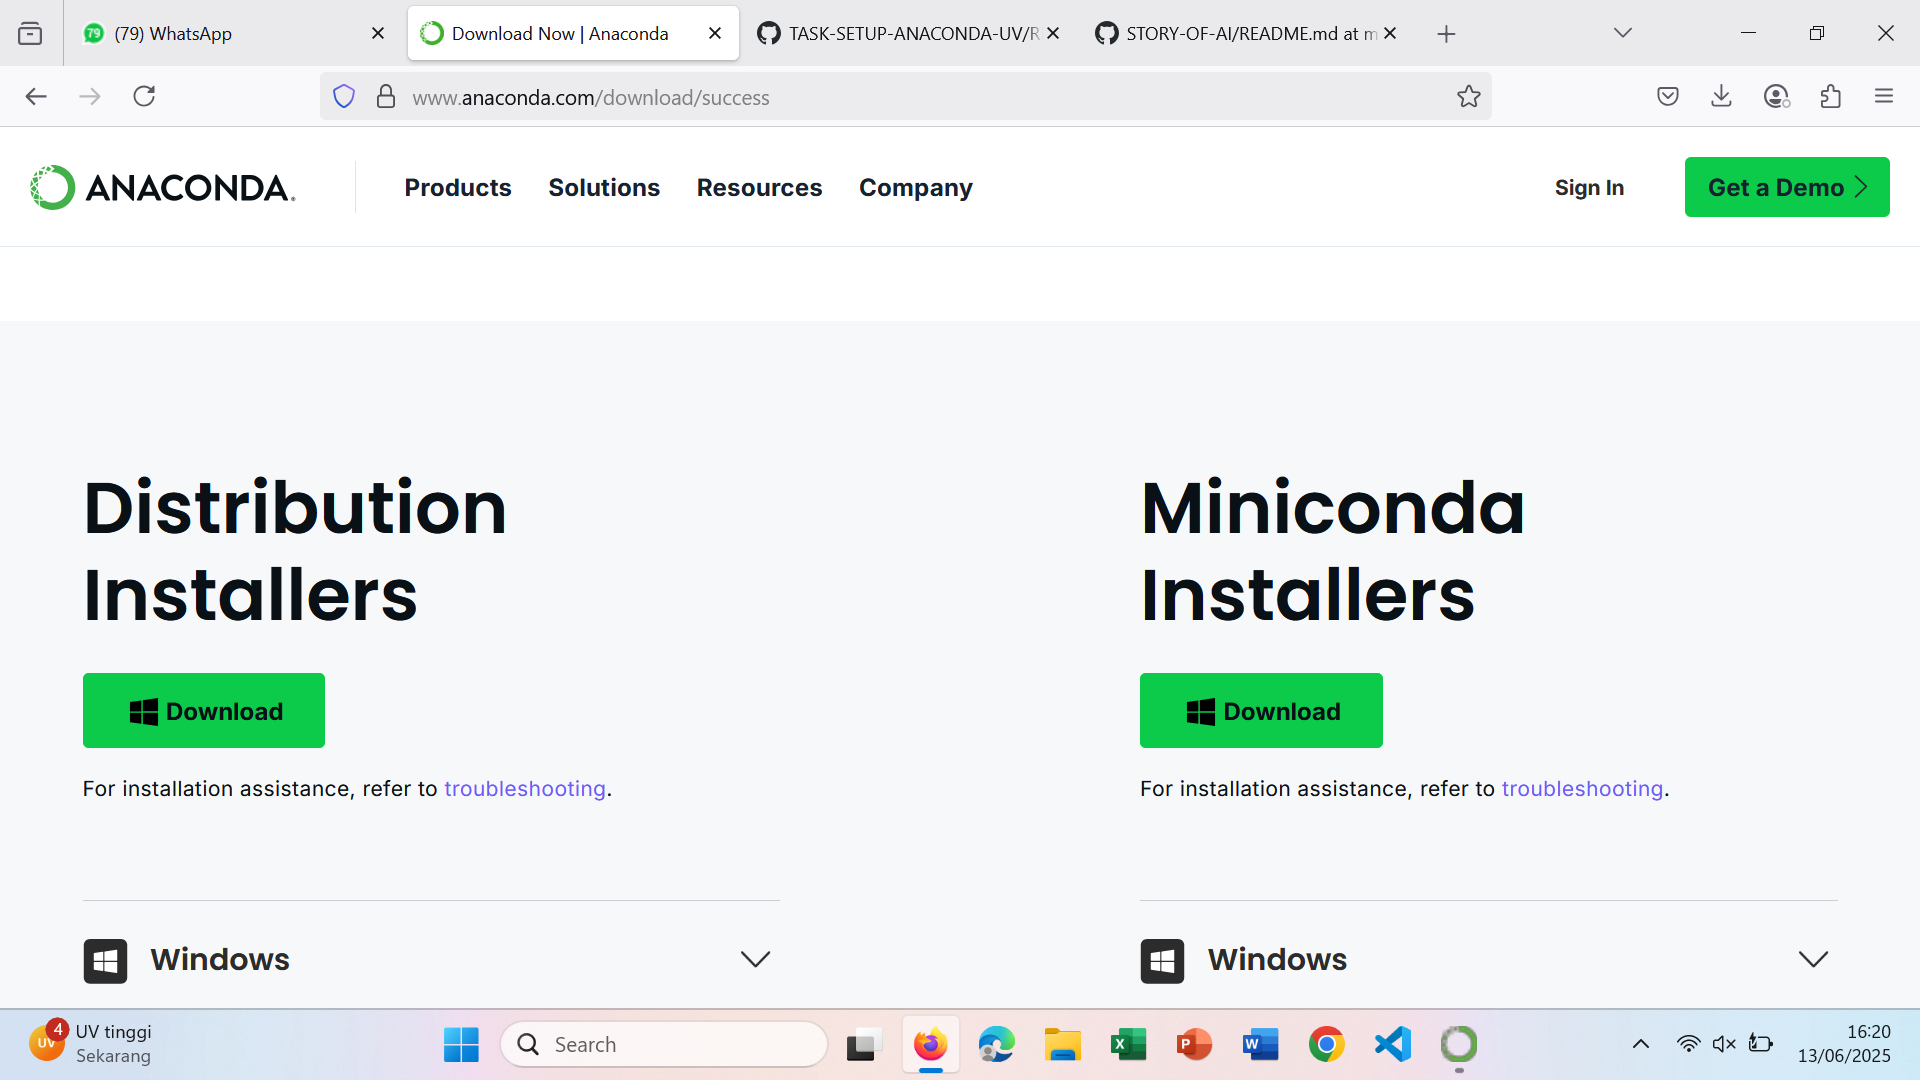 (79) WhatsApp
Download Now | Anaconda
TASK-SETUP-ANACONDA-UV/R
STORY-OF-AI/README.md at m
www.anaconda.com/download/success
ANACONDA.
Products
Solutions
Resources
Company
Sign In
Get a Demo
Distribution
Installers
Download
For installation assistance, refer to troubleshooting.
Windows
Miniconda
Installers
Download
For installation assistance, refer to troubleshooting.
Windows
UV
4
UV tinggi
Sekarang
Search
16:20
13/06/2025